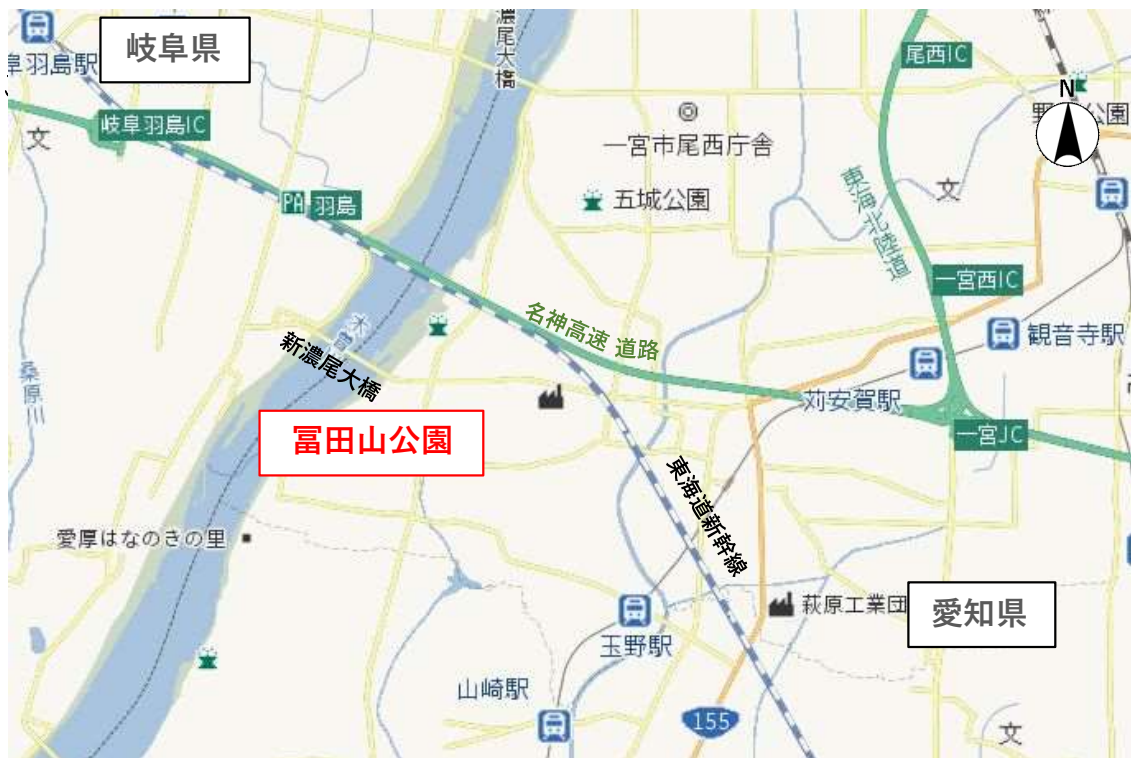 岐阜県
濃尾大橋
尾西IC
阜羽島駅
N
岐阜羽島IC
公園
文
一宮市尾西庁舎
文
PA 羽島
五城公園
東海北陸道
一宮西IC
木曽
名神高速 道路
観音寺駅
新濃尾大橋
桑原川
苅安賀駅
冨田山公園
一宮JC
東海道新幹線
愛厚はなのきの里
萩原工業団
愛知県
玉野駅
山崎駅
155
文